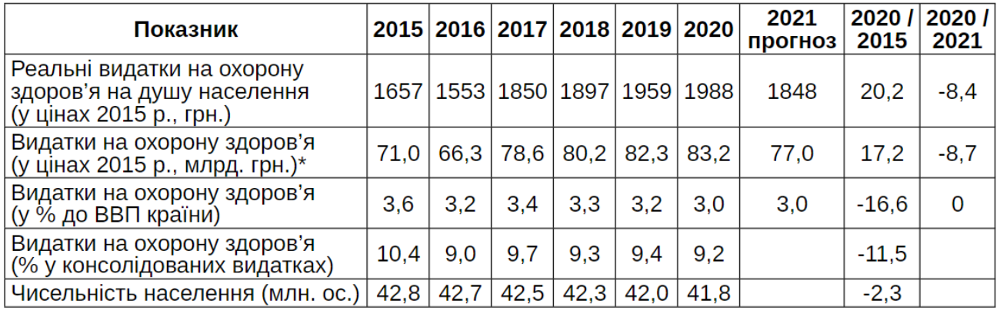 Показник 2015 2016 2017 2018 2019 2020 2021 прогноз 2020 / 2015 2020 / 2021
Реальні видатки на охорону
здоров’я на душу населення
(у цінах 2015 р., грн.) 1657 1553 1850 1897 1959 1988 1848 20,2 -8,4
Видатки на охорону здоров’я
(у цінах 2015 р., млрд. грн.)* 71,0 66,3 78,6 80,2 82,3 83,2 77,0 17,2 -8,7
Видатки на охорону здоров’я
(у % до ВВП країни) 3,6 3,2 3,4 3,3 3,2 3,0 3,0 -16,6 0
Видатки на охорону здоров’я
(% у консолідованих видатках) 10,4 9,0 9,7 9,3 9,4 9,2 -11,5
Чисельність населення (млн. ос.) 42,8 42,7 42,5 42,3 42,0 41,8 -2,3